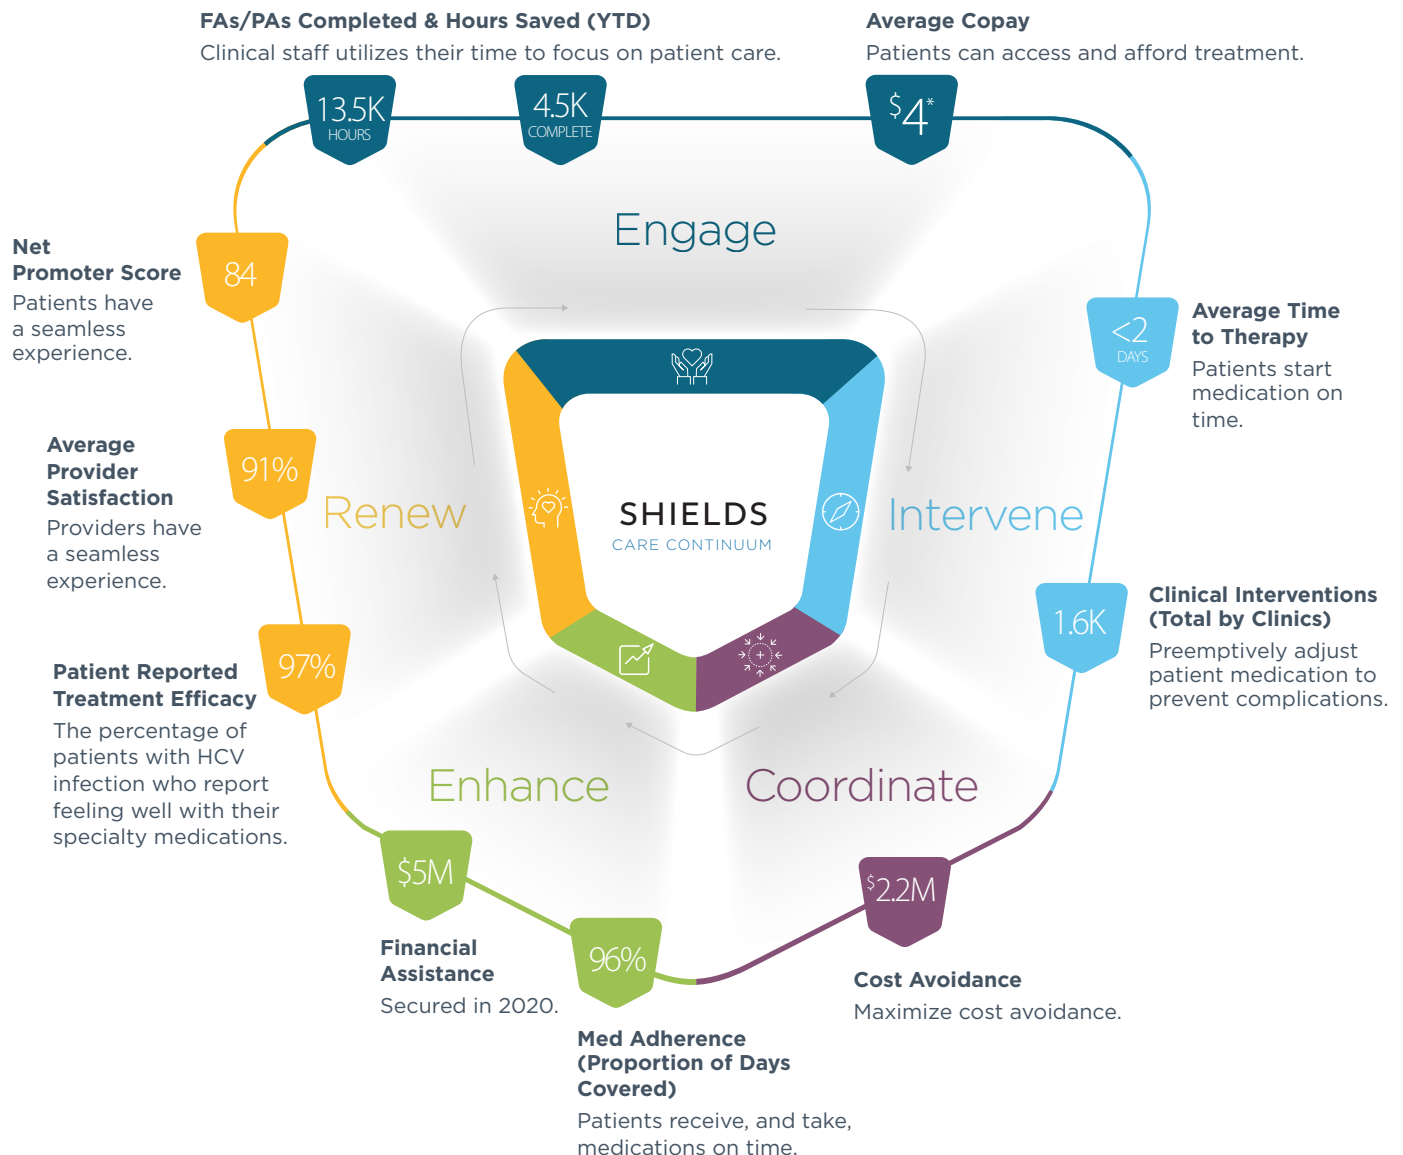 FAs/PAs Completed & Hours Saved (YTD)
Clinical staff utilizes their time to focus on patient care.
Average Copay
Patients can access and afford treatment.
13.5K
HOURS
4.5K
COMPLETE
$4*
Engage
Net
Promoter Score
Patients have
a seamless
experience.
84
<2
DAYS
Average Time
to Therapy
Patients start
medication on
time.
Average
Provider
Satisfaction
Providers have
a seamless
experience.
91%
Renew
SHIELDS
CARE CONTINUUM
Intervene
1.6K
Clinical Interventions
(Total by Clinics)
Preemptively adjust
patient medication to
prevent complications.
97%
Patient Reported
Treatment Efficacy
The percentage of
patients with HCV
infection who report
feeling well with their
specialty medications.
Enhance
Coordinate
$5M
Financial
Assistance
Secured in 2020.
96%
Med Adherence
(Proportion of Days
Covered)
Patients receive, and take,
medications on time.
$2.2M
Cost Avoidance
Maximize cost avoidance.